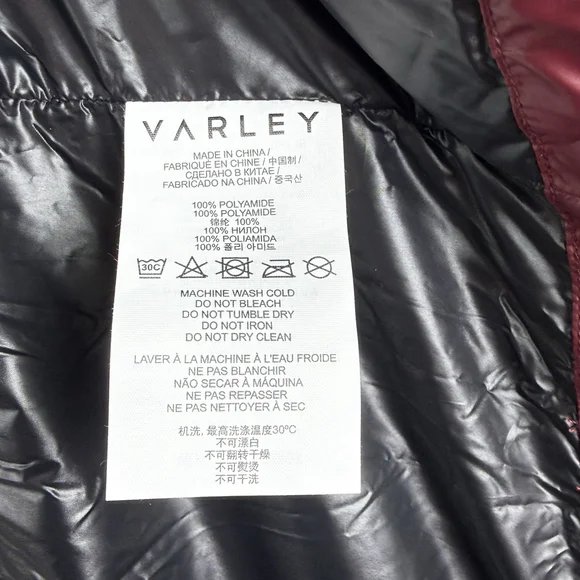 VARLEY
MADE IN CHINA /
FABRIQUÉ EN CHINE / 中国制 /
СДЕЛАНО В КИТАЕ /
FABRICADO NA CHINA / 중국산
100% POLYAMIDE
100% POLYAMIDE
锦纶 100%
100% НИЛОН
100% POLIAMIDA
100% 폴리 아미드
30C
MACHINE WASH COLD
DO NOT BLEACH
DO NOT TUMBLE DRY
DO NOT IRON
DO NOT DRY CLEAN
LAVER À LA MACHINE À L'EAU FROIDE
NE PAS BLANCHIR
NÃO SECAR À MÁQUINA
NE PAS REPASSER
NE PAS NETTOYER À SEC
机洗, 最高洗涤温度30ºC
不可漂白
不可翻转干燥
不可熨烫
不可干洗